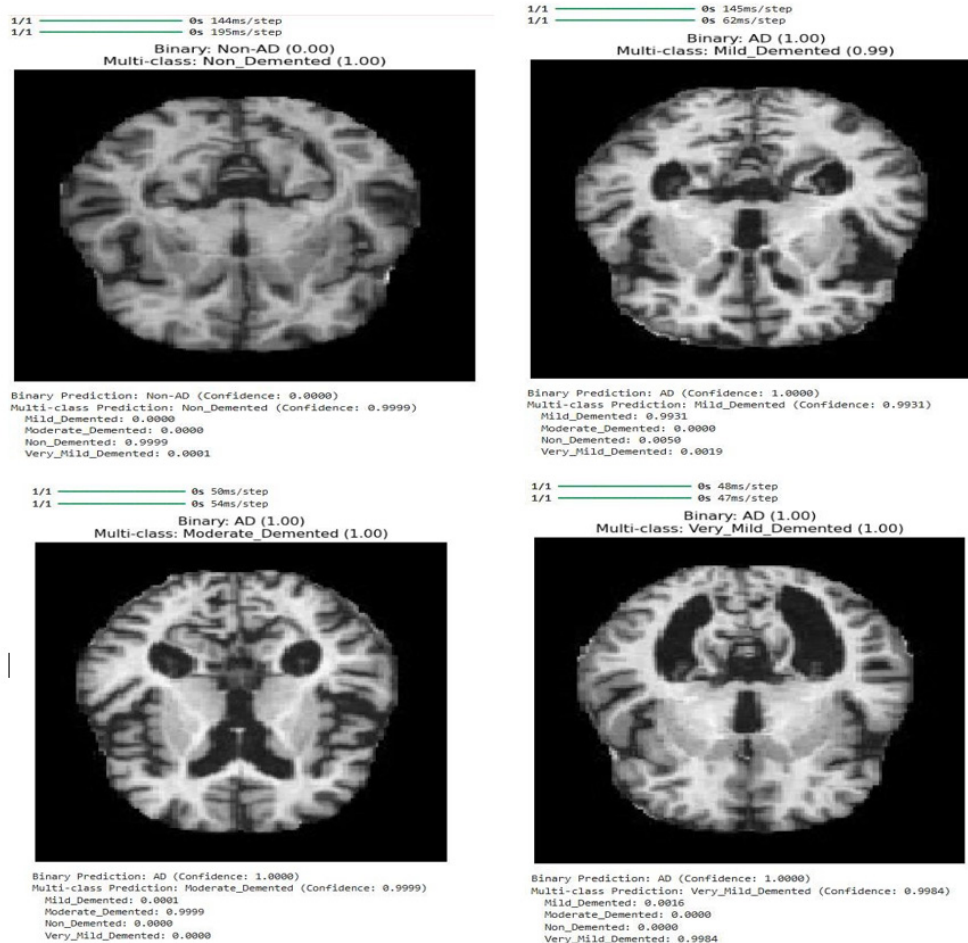 1/1 0s 144ms/step
1/1 0s 195ms/step
Binary: Non-AD (0.00)
Multi-class: Non_Demented (1.00)
Binary Prediction: Non-AD (Confidence: 0.0000)
Multi-class Prediction: Non_Demented (Confidence: 0.9999)
Mild_Demented: 0.0000
Moderate_Demented: 0.0000
Non_Demented: 0.9999
Very_Mild_Demented: 0.0001
1/1 0s 145ms/step
1/1 0s 62ms/step
Binary: AD (1.00)
Multi-class: Mild_Demented (0.99)
Binary Prediction: AD (Confidence: 1.0000)
Multi-class Prediction: Mild_Demented (Confidence: 0.9931)
Mild_Demented: 0.9931
Moderate_Demented: 0.0000
Non_Demented: 0.0050
Very_Mild_Demented: 0.0019
1/1 0s 50ms/step
1/1 0s 54ms/step
Binary: AD (1.00)
Multi-class: Moderate_Demented (1.00)
Binary Prediction: AD (Confidence: 1.0000)
Multi-class Prediction: Moderate_Demented (Confidence: 0.9999)
Mild_Demented: 0.0001
Moderate_Demented: 0.9999
Non_Demented: 0.0000
Very_Mild_Demented: 0.0000
1/1 0s 48ms/step
1/1 0s 47ms/step
Binary: AD (1.00)
Multi-class: Very_Mild_Demented (1.00)
Binary Prediction: AD (Confidence: 1.0000)
Multi-class Prediction: Very_Mild_Demented (Confidence: 0.9984)
Mild_Demented: 0.0016
Moderate_Demented: 0.0000
Non_Demented: 0.0000
Very_Mild_Demented: 0.9984